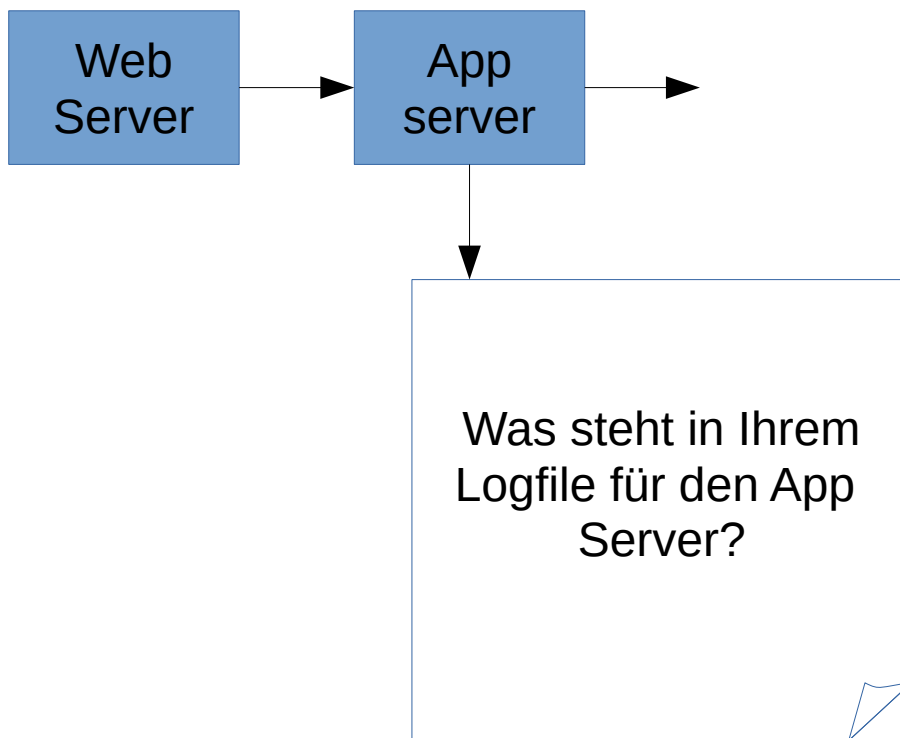 Web
Server
App
server
Was steht in Ihrem
Logfile für den App
Server?